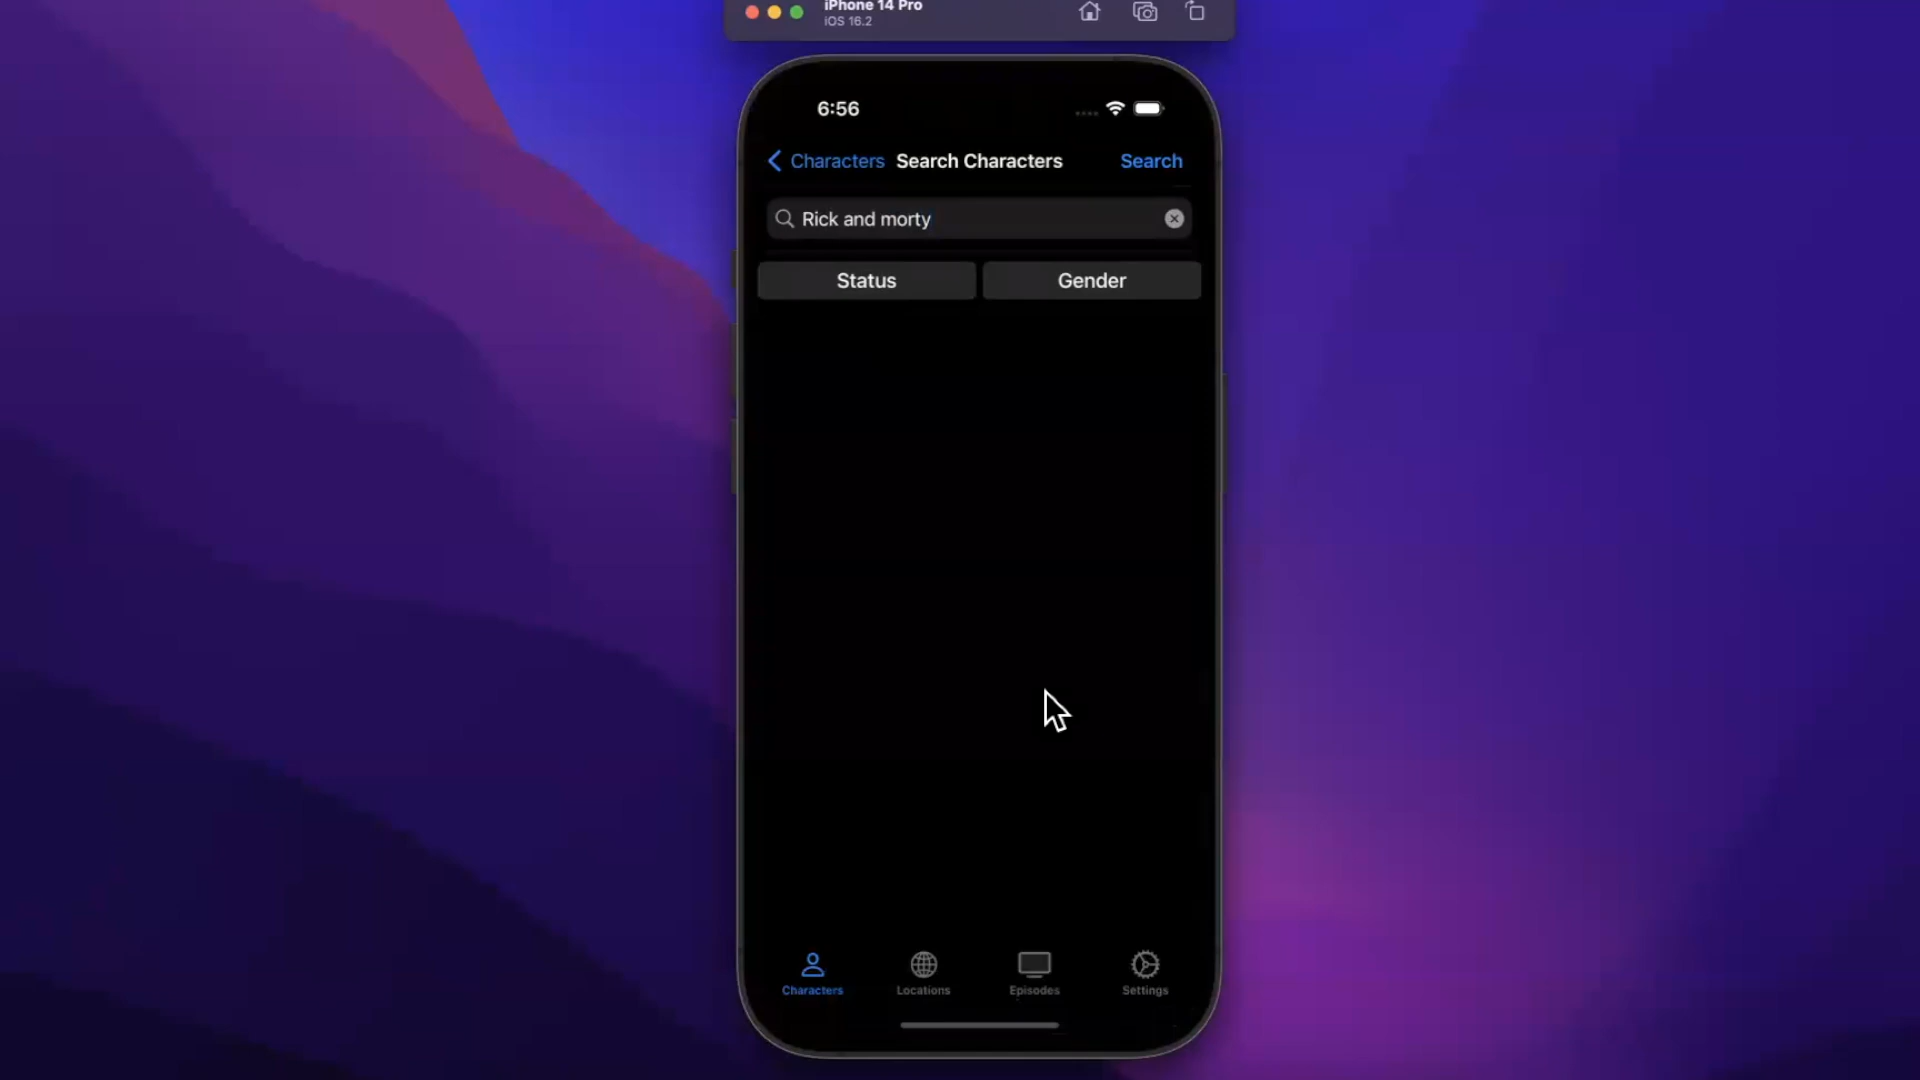 iPhone 14 Pro
iOS 16.2
6:56
Characters Search Characters Search
Rick and morty
Status Gender
Characters Locations Episodes Settings